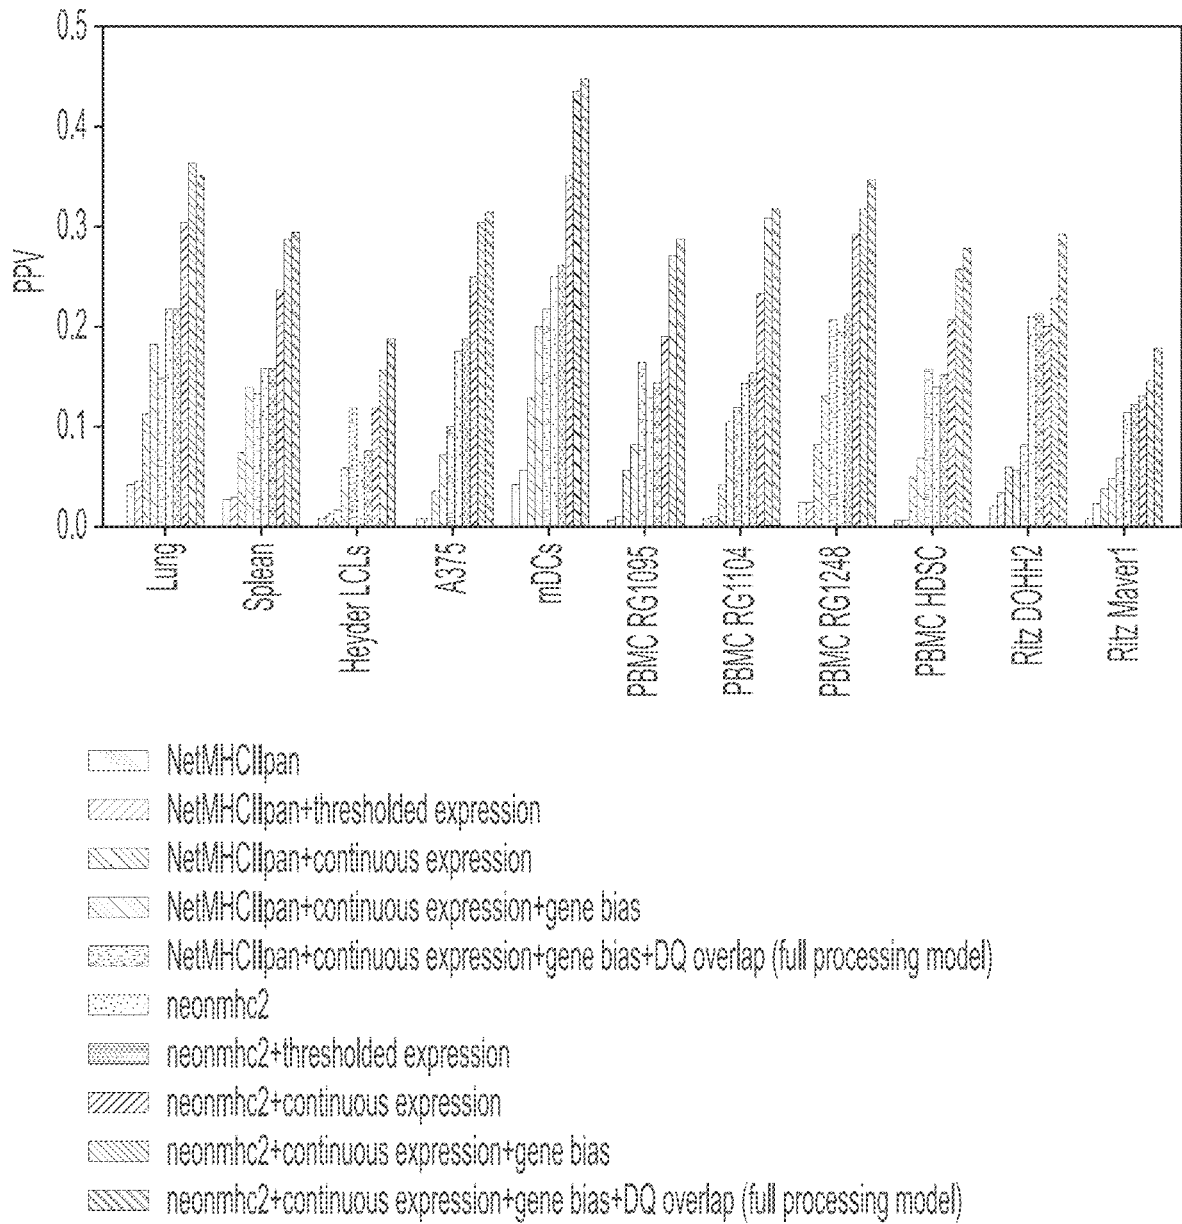 0.5
0.4
0.3
0.2
0.1
0.0
PPV
Lung
Splean
Heyder LCLs
A375
mDCs
PBMC RG1095
PBMC RG1104
PBMC RG1248
PBMC HDSC
Ritz DOHH2
Ritz Maver1
NetMHCIIpan
NetMHCIIpan+thresholded expression
NetMHCIIpan+continuous expression
NetMHCIIpan+continuous expression+gene bias
NetMHCIIpan+continuous expression+gene bias+DQ overlap (full processing model)
neonmhc2
neonmhc2+thresholded expression
neonmhc2+continuous expression
neonmhc2+continuous expression+gene bias
neonmhc2+continuous expression+gene bias+DQ overlap (full processing model)